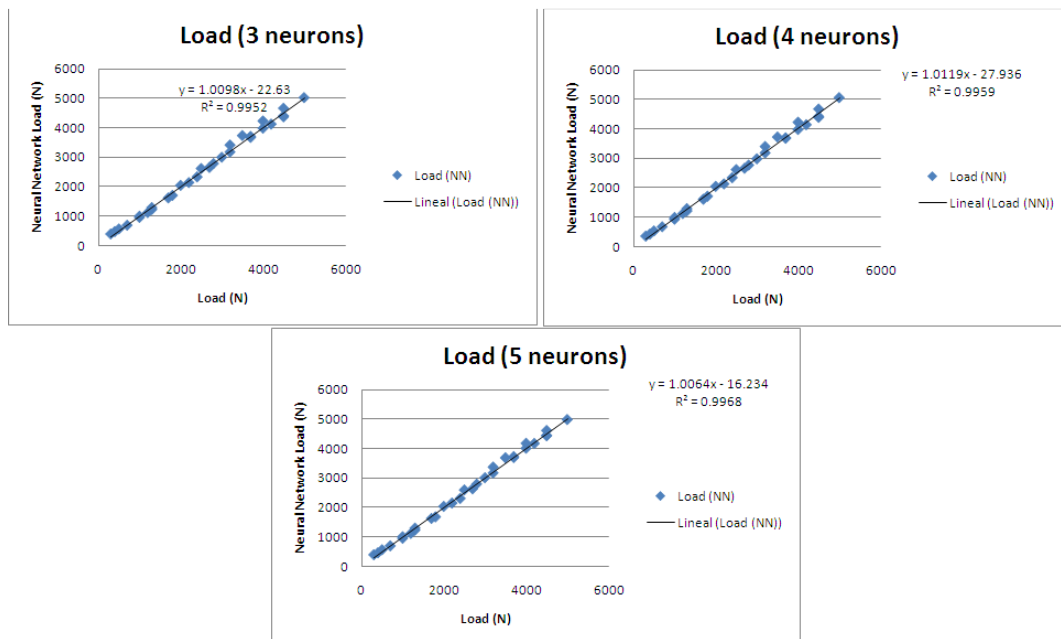 Load (3 neurons)
Neural Network Load (N)
6000
5000
4000
3000
2000
1000
0
y = 1.0098x - 22.63
R² = 0.9952
0
2000
4000
6000
Load (N)
Load (NN)
Lineal (Load (NN))
Load (4 neurons)
Neural Network Load (N)
6000
5000
4000
3000
2000
1000
0
y = 1.0119x - 27.936
R² = 0.9959
0
2000
4000
6000
Load (N)
Load (NN)
Lineal (Load (NN))
Load (5 neurons)
Neural Network Load (N)
6000
5000
4000
3000
2000
1000
0
y = 1.0064x - 16.234
R² = 0.9968
0
2000
4000
6000
Load (N)
Load (NN)
Lineal (Load (NN))